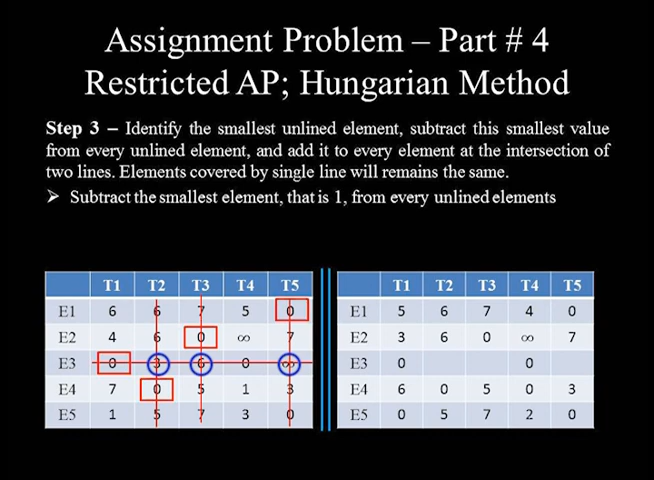 Assignment Problem – Part # 4
Restricted AP; Hungarian Method
Step 3 – Identify the smallest unlined element, subtract this smallest value
from every unlined element, and add it to every element at the intersection of
two lines. Elements covered by single line will remains the same.
➤ Subtract the smallest element, that is 1, from every unlined elements
T1 T2 T3 T4 T5
E1 6 6 7 5 0
E2 4 6 0 ∞ 7
E3 0 3 6 0 ∞
E4 7 0 5 1 3
E5 1 5 7 3 0
T1 T2 T3 T4 T5
E1 5 6 7 4 0
E2 3 6 0 ∞ 7
E3 0 0
E4 6 0 5 0 3
E5 0 5 7 2 0